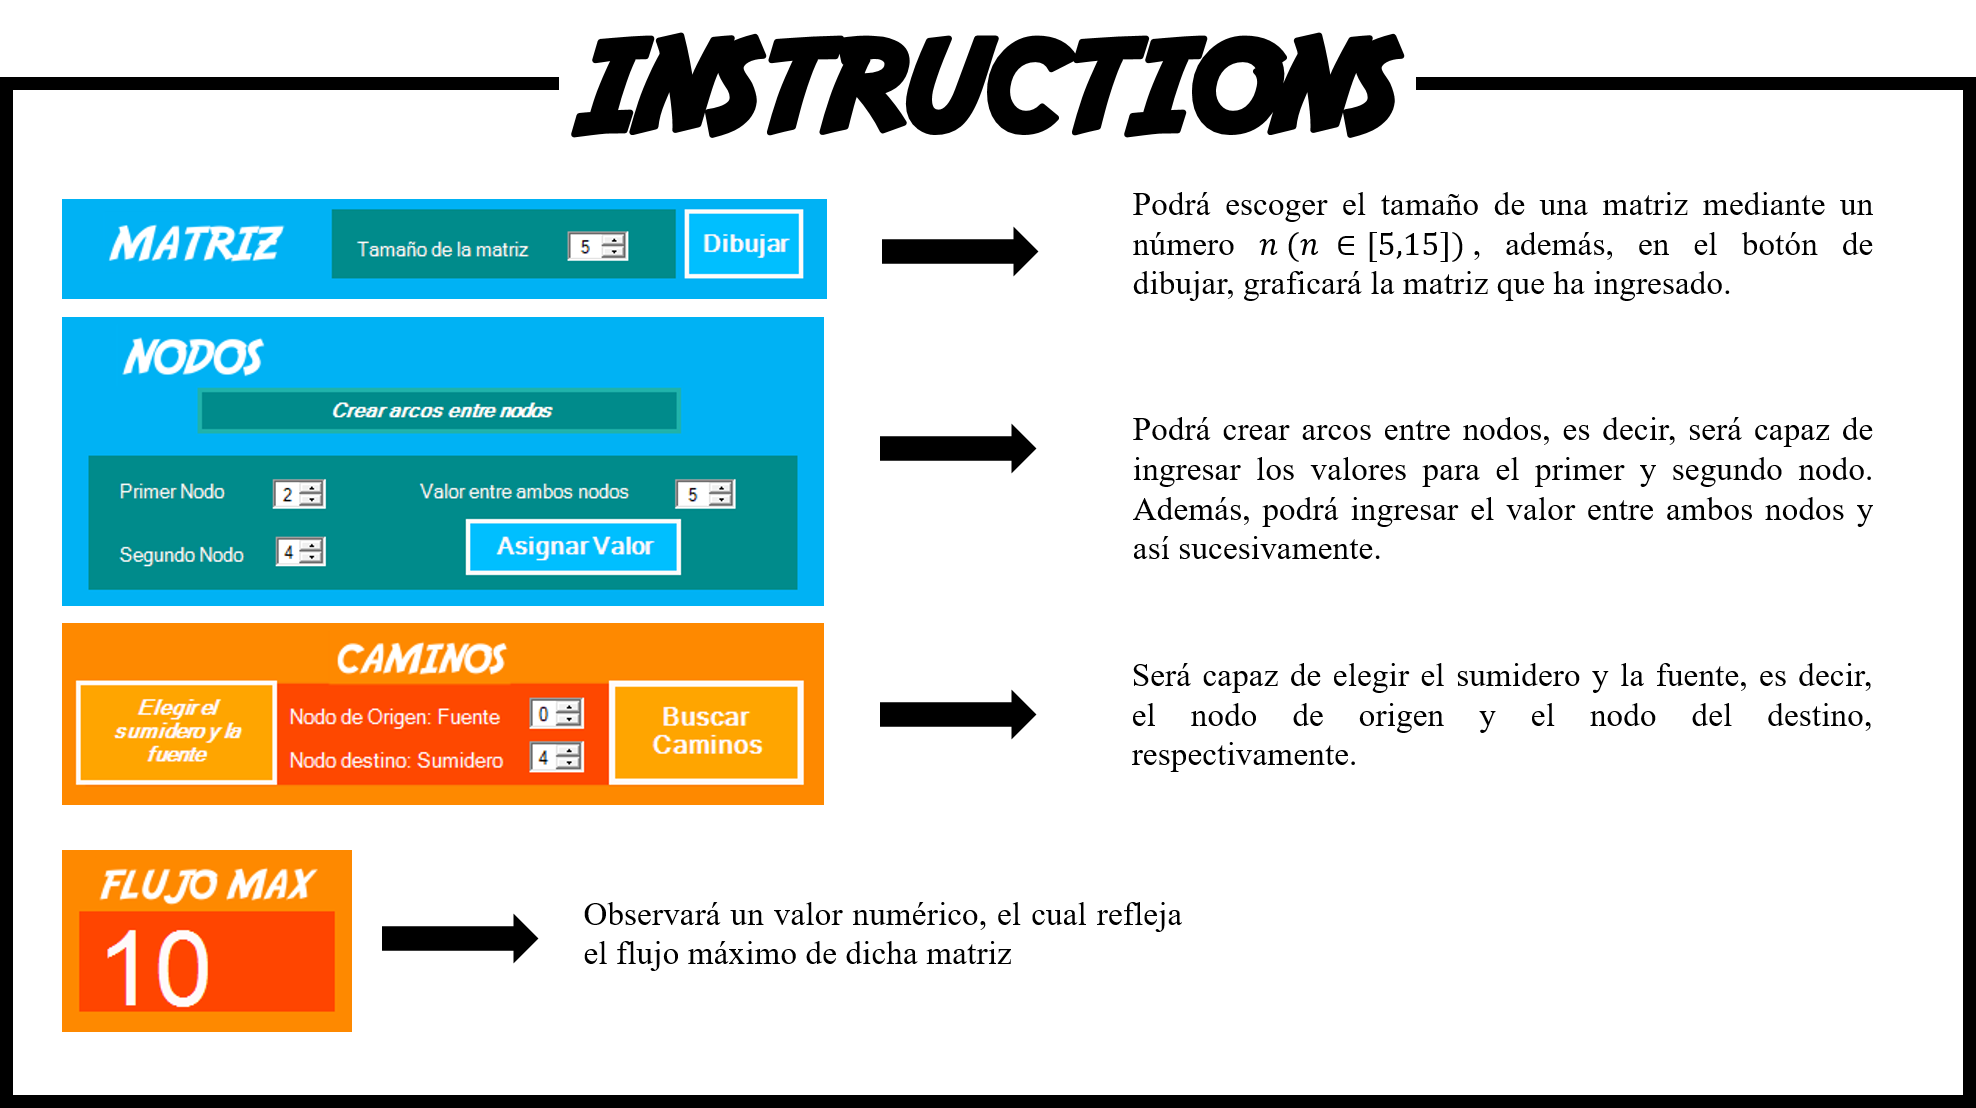 INSTRUCTIONS
MATRIZ
Tamaño de la matriz
5
Dibujar
Podrá escoger el tamaño de una matriz mediante un
número n (n ∈ [5,15]) , además, en el botón de
dibujar, graficará la matriz que ha ingresado.
NODOS
Crear arcos entre nodos
Primer Nodo
2
Valor entre ambos nodos
5
Segundo Nodo
4
Asignar Valor
Podrá crear arcos entre nodos, es decir, será capaz de
ingresar los valores para el primer y segundo nodo.
Además, podrá ingresar el valor entre ambos nodos y
así sucesivamente.
CAMINOS
Elegir el
sumidero y la
fuente
Nodo de Origen: Fuente
0
Nodo destino: Sumidero
4
Buscar
Caminos
Será capaz de elegir el sumidero y la fuente, es decir,
el nodo de origen y el nodo del destino,
respectivamente.
FLUJO MAX
10
Observará un valor numérico, el cual refleja
el flujo máximo de dicha matriz